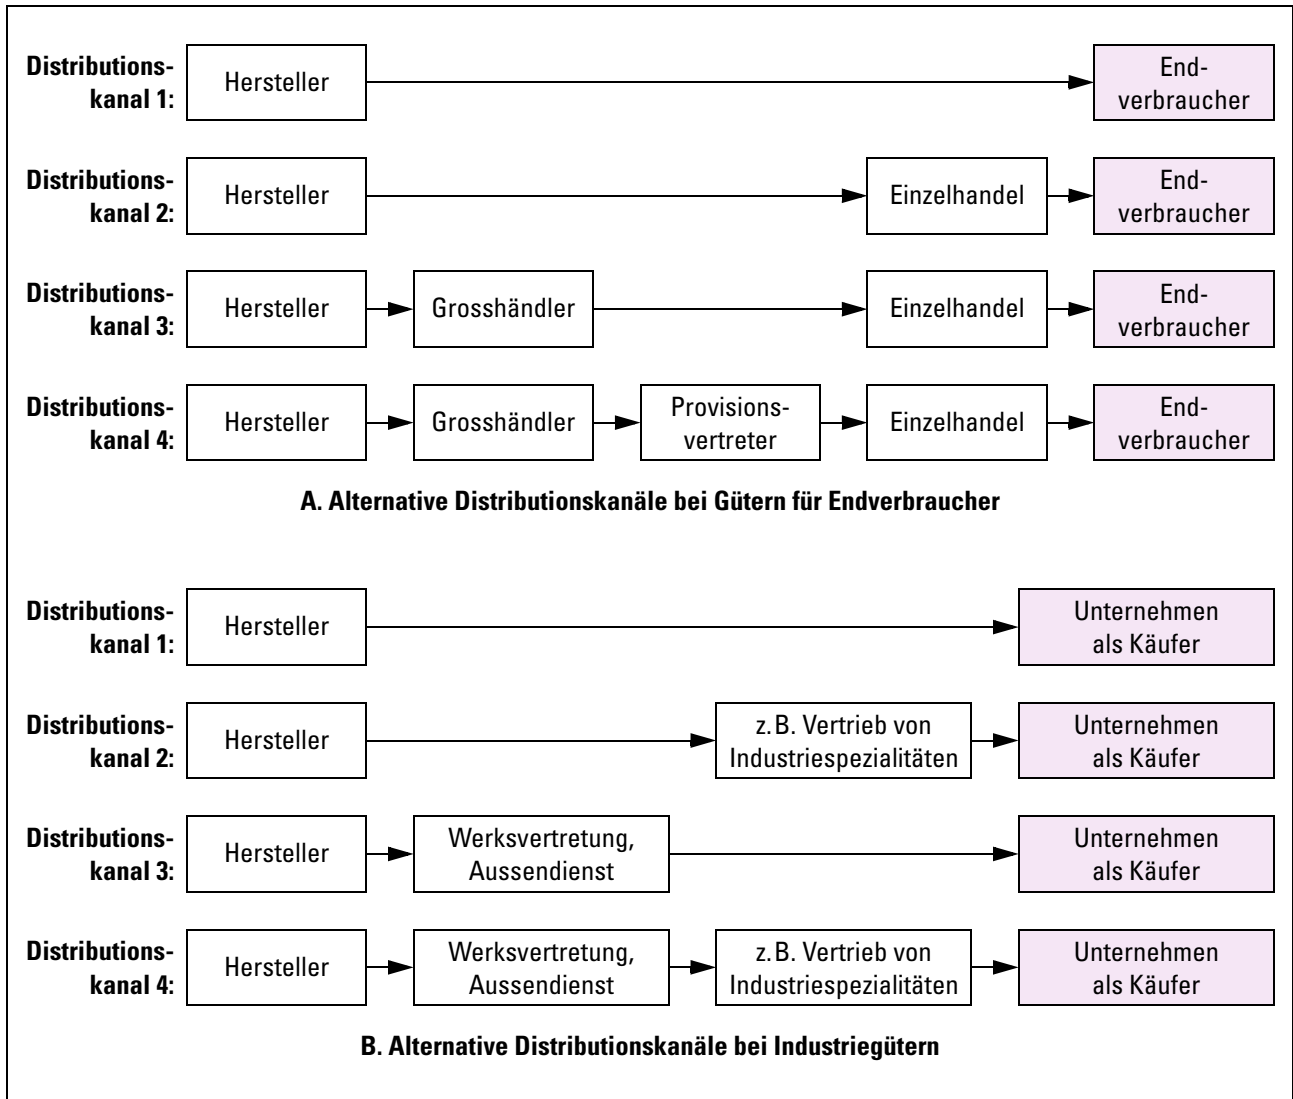 Distributions-
kanal 1:
Hersteller
End-
verbraucher
Distributions-
kanal 2:
Hersteller
Einzelhandel
End-
verbraucher
Distributions-
kanal 3:
Hersteller
Grosshändler
Einzelhandel
End-
verbraucher
Distributions-
kanal 4:
Hersteller
Grosshändler
Provisions-
vertreter
Einzelhandel
End-
verbraucher
A. Alternative Distributionskanäle bei Gütern für Endverbraucher
Distributions-
kanal 1:
Hersteller
Unternehmen
als Käufer
Distributions-
kanal 2:
Hersteller
z.B. Vertrieb von
Industriespezialitäten
Unternehmen
als Käufer
Distributions-
kanal 3:
Hersteller
Werksvertretung,
Aussendienst
Unternehmen
als Käufer
Distributions-
kanal 4:
Hersteller
Werksvertretung,
Aussendienst
z.B. Vertrieb von
Industriespezialitäten
Unternehmen
als Käufer
B. Alternative Distributionskanäle bei Industriegütern